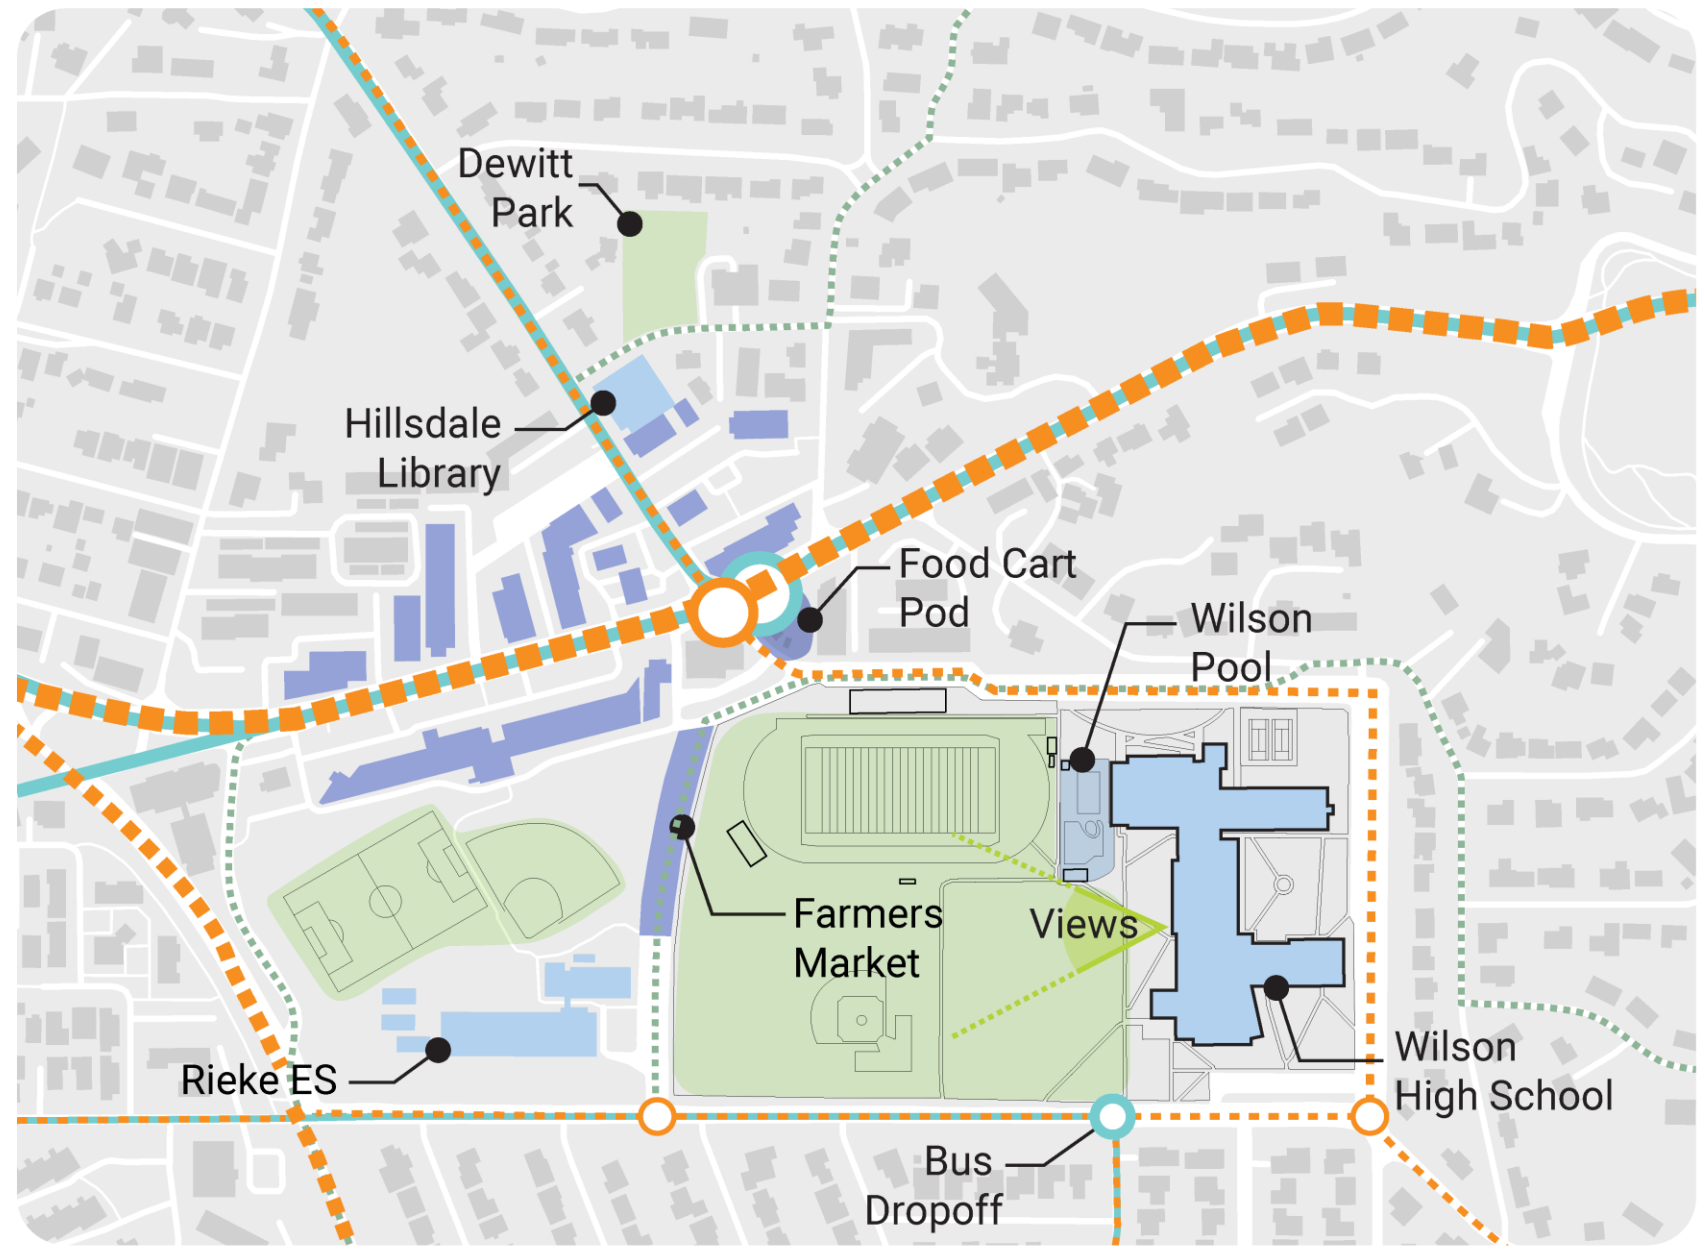 Dewitt
Park
Hillsdale
Library
Food Cart
Pod
Wilson
Pool
Farmers
Market
Views
Rieke ES
Wilson
High School
Bus
Dropoff